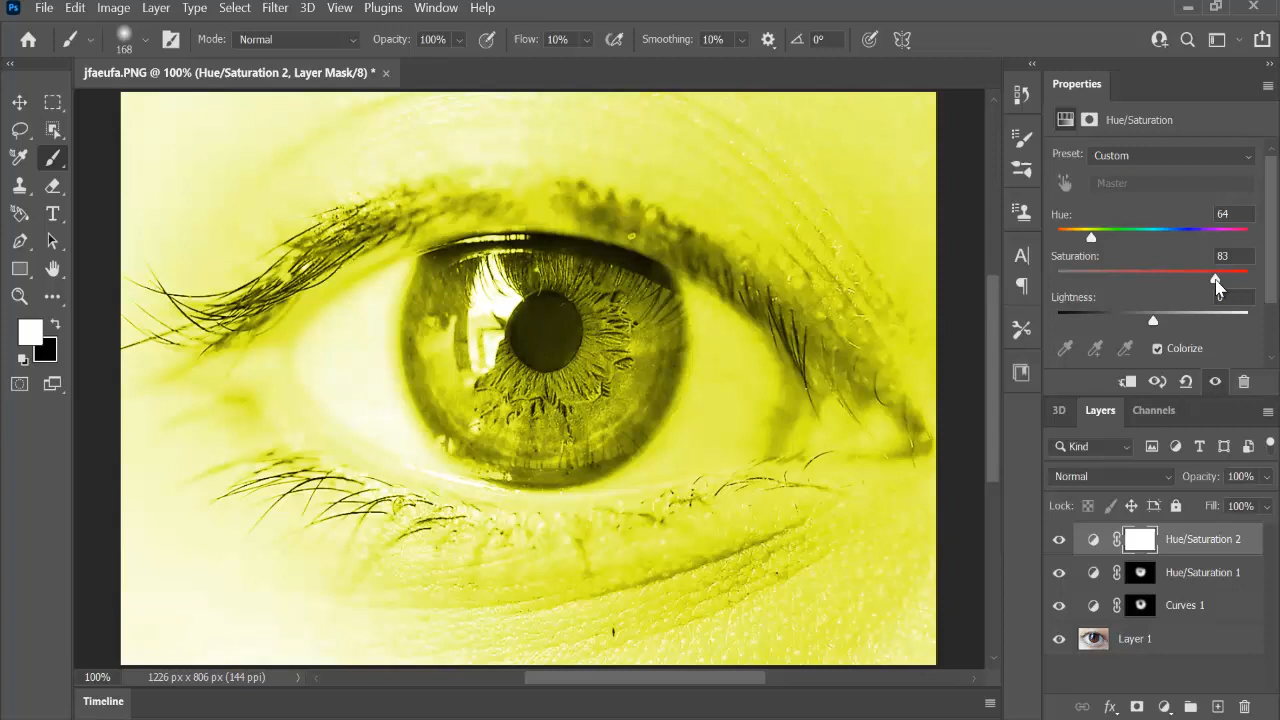 Ps File Edit Image Layer Type Select Filter 3D View Plugins Window Help
168 Mode: Normal Opacity: 100% Flow: 10% Smoothing: 10% 0°
jfaeufa.PNG @ 100% (Hue/Saturation 2, Layer Mask/8) * ×
Properties
Hue/Saturation
Preset: Custom
Master
Hue: 64
Saturation: 83
Lightness:
Colorize
3D Layers Channels
Kind
Normal Opacity: 100%
Lock: Fill: 100%
Hue/Saturation 2
Hue/Saturation 1
Curves 1
Layer 1
100% 1226 px x 806 px (144 ppi)
Timeline
fx